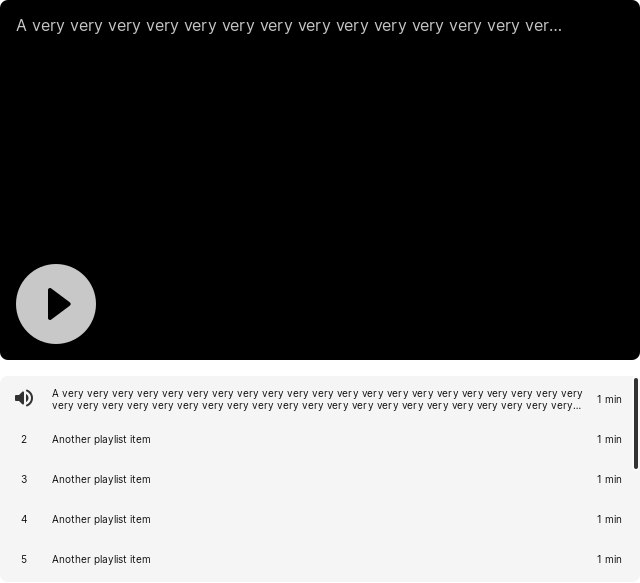 A very very very very very very very very very very very very very ver...
A very very very very very very very very very very very very very very very very very very very very very
very very very very very very very very very very very very very very very very very very very very very...
1 min
2 Another playlist item 1 min
3 Another playlist item 1 min
4 Another playlist item 1 min
5 Another playlist item 1 min